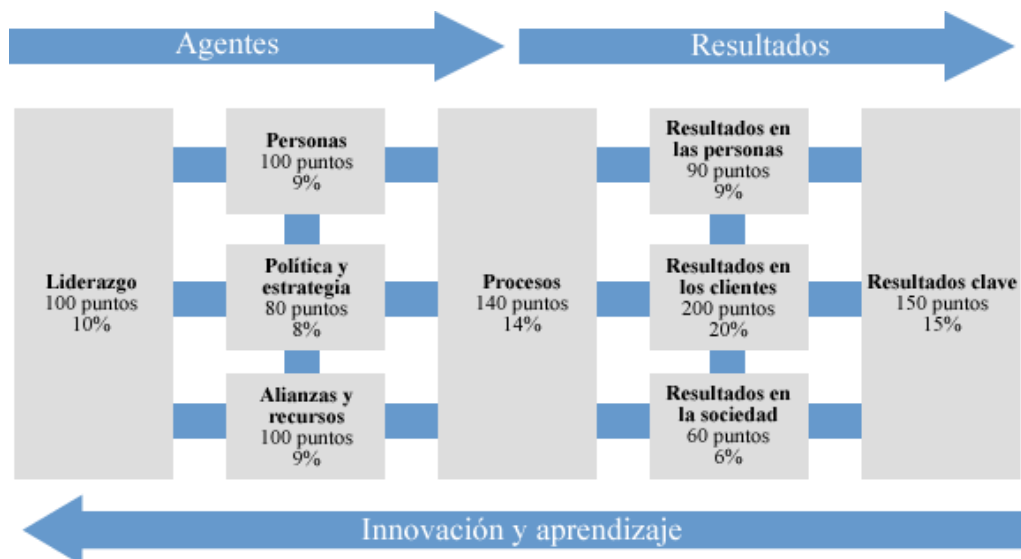 Agentes
Resultados
Liderazgo
100 puntos
10%
Personas
100 puntos
9%
Política y
estrategia
80 puntos
8%
Alianzas y
recursos
100 puntos
9%
Procesos
140 puntos
14%
Resultados en
las personas
90 puntos
9%
Resultados en
los clientes
200 puntos
20%
Resultados en
la sociedad
60 puntos
6%
Resultados clave
150 puntos
15%
Innovación y aprendizaje